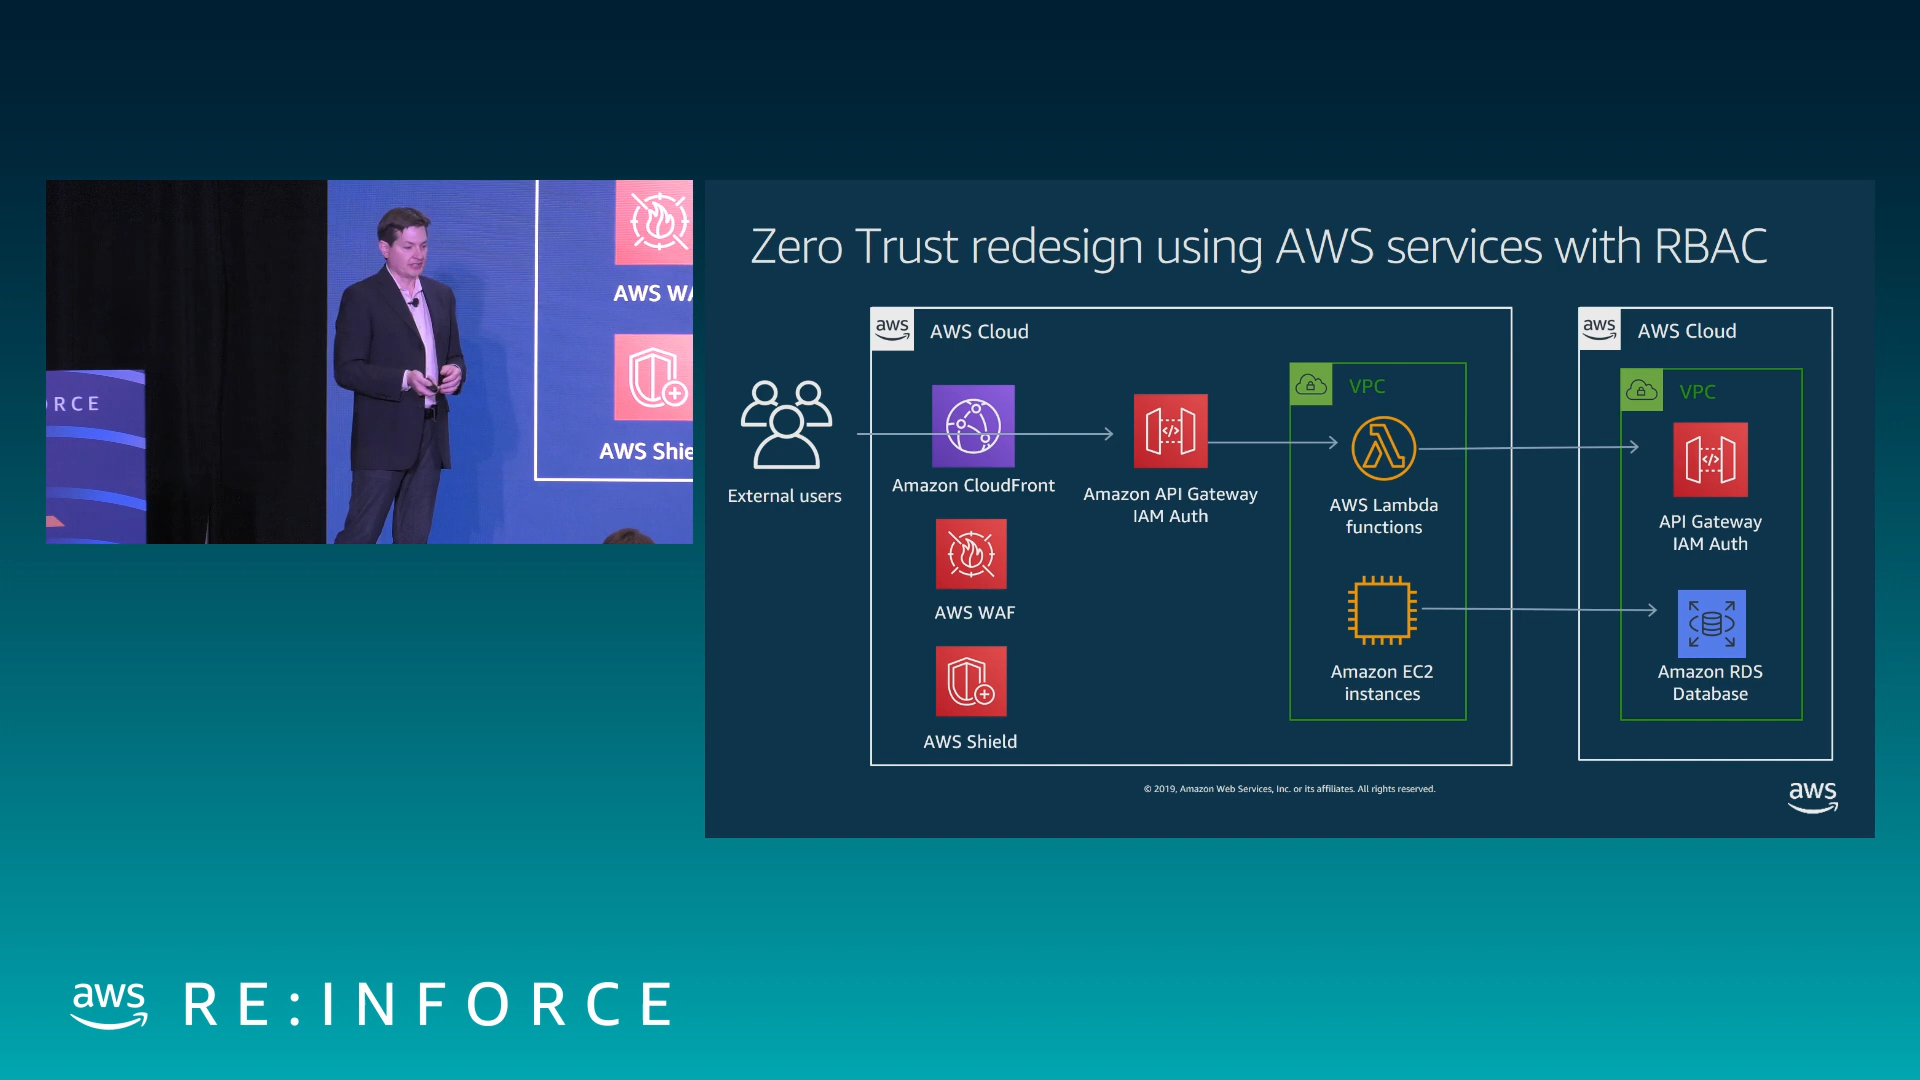 RCE
AWS WA
AWS Shie
Zero Trust redesign using AWS services with RBAC
aws
AWS Cloud
aws
AWS Cloud
VPC
VPC
External users
Amazon CloudFront
Amazon API Gateway
IAM Auth
AWS Lambda
functions
API Gateway
IAM Auth
AWS WAF
Amazon EC2
instances
Amazon RDS
Database
AWS Shield
© 2019, Amazon Web Services, Inc. or its affiliates. All rights reserved.
aws
aws RE:INFORCE